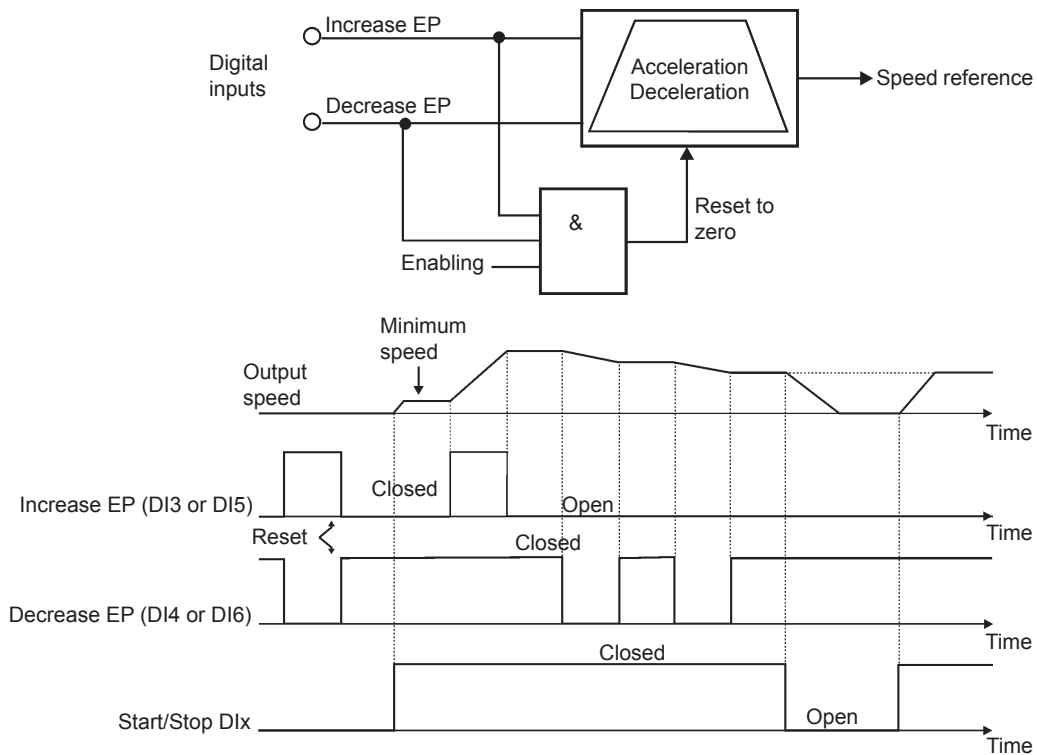 Increase EP
Digital
inputs
Decrease EP
Acceleration
Deceleration
Speed reference
&
Reset to
zero
Enabling
Minimum
speed
Output
speed
Time
Closed
Increase EP (DI3 or DI5)
Open
Time
Reset
Closed
Decrease EP (DI4 or DI6)
Time
Closed
Start/Stop DIx
Open
Time